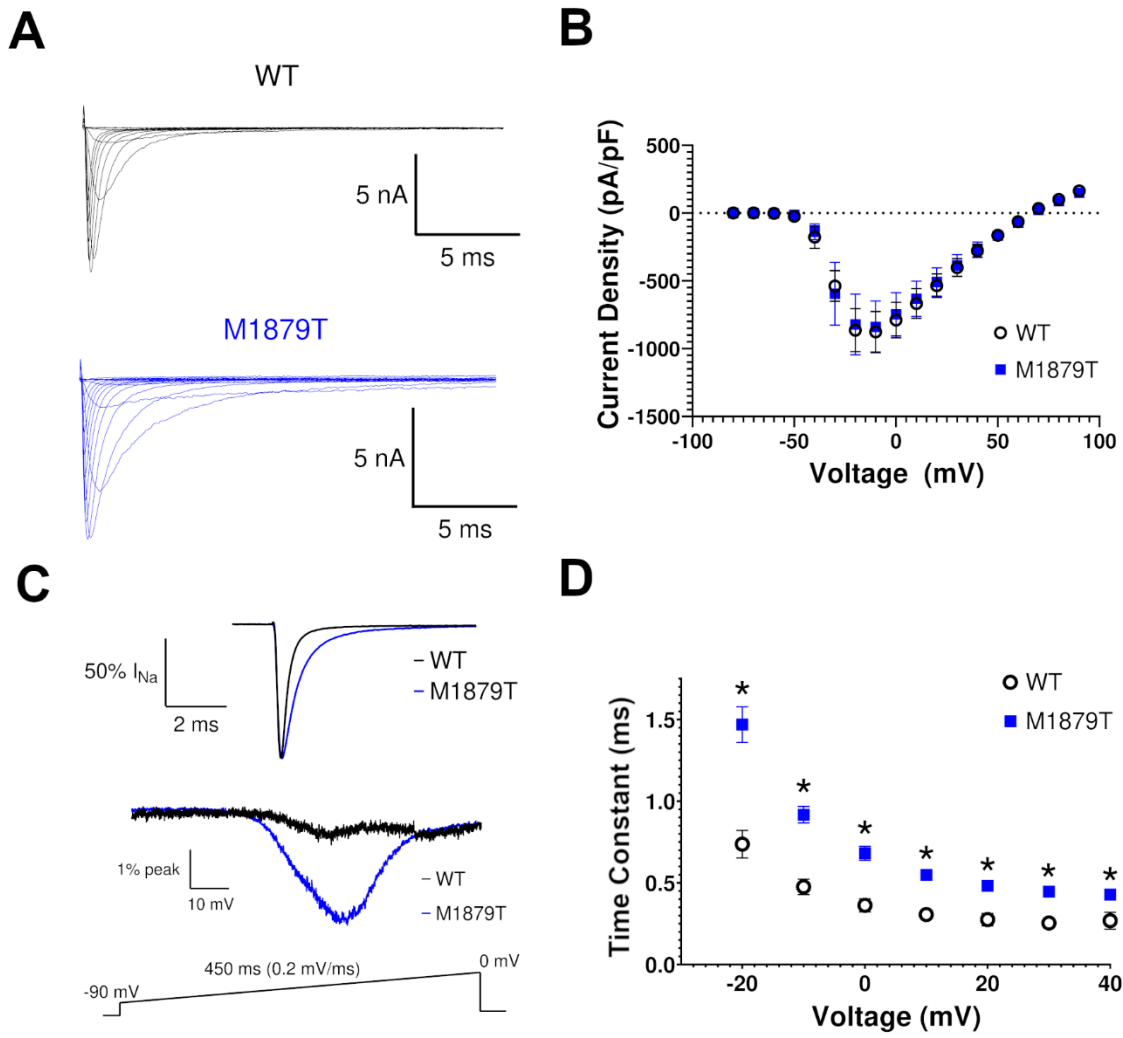 A
WT
5 nA
5 ms
M1879T
5 nA
5 ms
B
Current Density (pA/pF)
500
0
-500
-1000
-1500
-100
-50
0
50
100
Voltage (mV)
WT
M1879T
C
50% INa
2 ms
WT
M1879T
1% peak
10 mV
WT
M1879T
-90 mV
450 ms (0.2 mV/ms)
0 mV
D
Time Constant (ms)
1.5
1.0
0.5
0.0
-20
0
20
40
Voltage (mV)
WT
M1879T
*
*
*
*
*
*
*